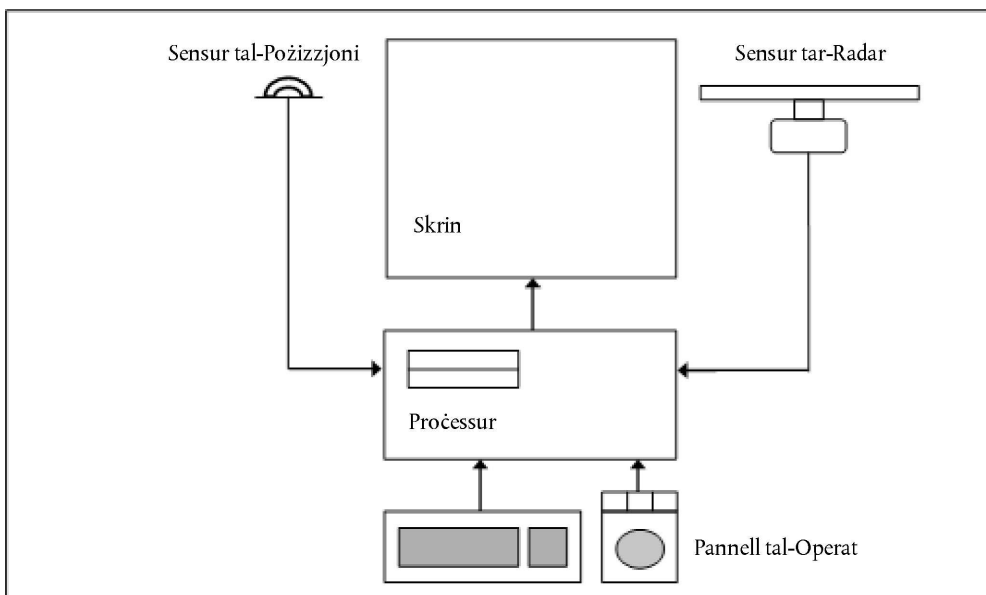 Sensur tal-Pożizzjoni
Sensur tar-Radar
Skrin
Proċessur
Pannell tal-Operat